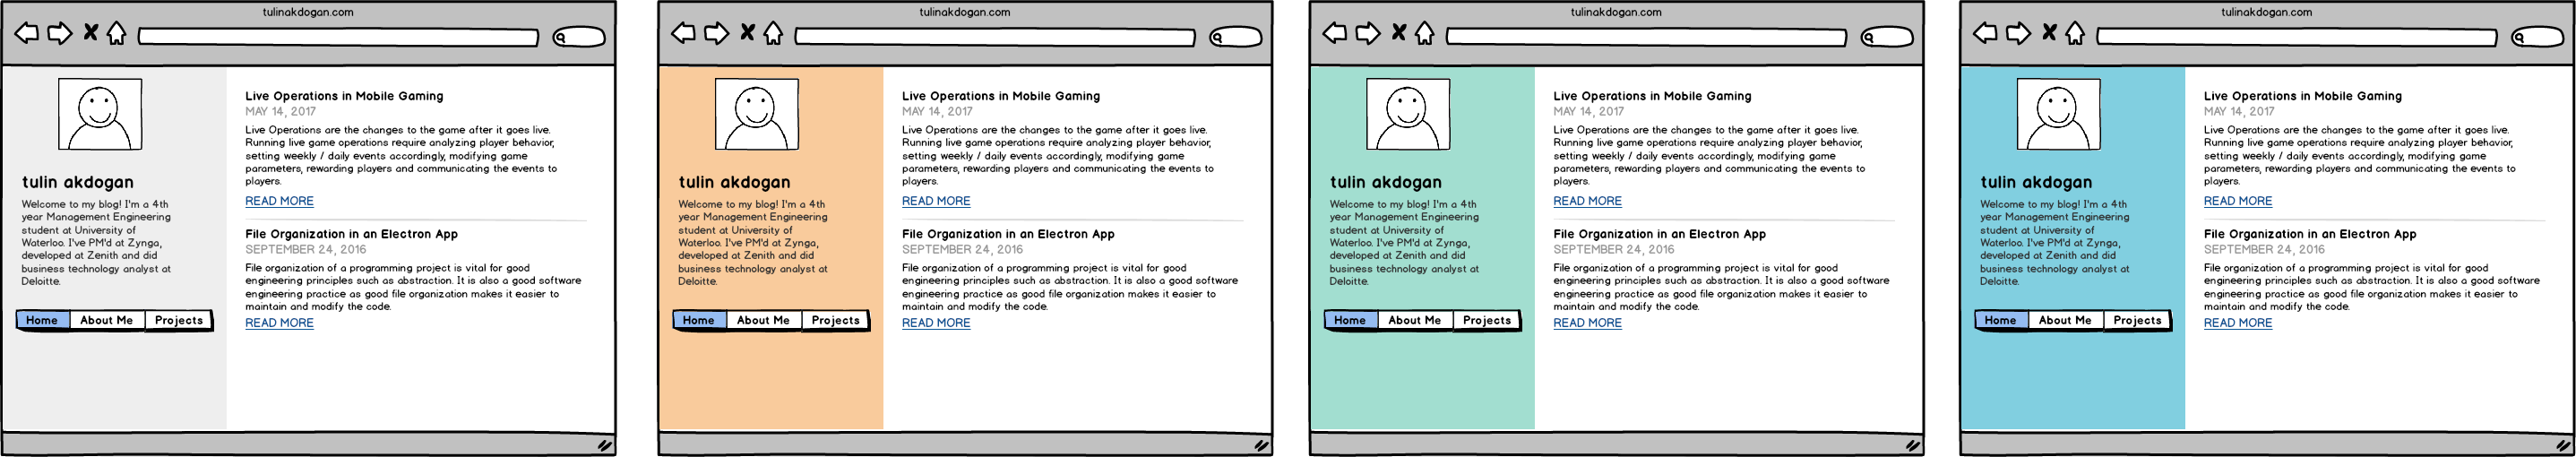 tulinakdogan.com
tulin akdogan
Welcome to my blog! I'm a 4th
year Management Engineering
student at University of
Waterloo. I've PM'd at Zynga,
developed at Zenith and did
business technology analyst at
Deloitte.
Home About Me Projects
Live Operations in Mobile Gaming
MAY 14, 2017
Live Operations are the changes to the game after it goes live.
Running live game operations require analyzing player behavior,
setting weekly / daily events accordingly, modifying game
parameters, rewarding players and communicating the events to
players.
READ MORE
File Organization in an Electron App
SEPTEMBER 24, 2016
File organization of a programming project is vital for good
engineering principles such as abstraction. It is also a good software
engineering practice as good file organization makes it easier to
maintain and modify the code.
READ MORE
tulinakdogan.com
tulin akdogan
Welcome to my blog! I'm a 4th
year Management Engineering
student at University of
Waterloo. I've PM'd at Zynga,
developed at Zenith and did
business technology analyst at
Deloitte.
Home About Me Projects
Live Operations in Mobile Gaming
MAY 14, 2017
Live Operations are the changes to the game after it goes live.
Running live game operations require analyzing player behavior,
setting weekly / daily events accordingly, modifying game
parameters, rewarding players and communicating the events to
players.
READ MORE
File Organization in an Electron App
SEPTEMBER 24, 2016
File organization of a programming project is vital for good
engineering principles such as abstraction. It is also a good software
engineering practice as good file organization makes it easier to
maintain and modify the code.
READ MORE
tulinakdogan.com
tulin akdogan
Welcome to my blog! I'm a 4th
year Management Engineering
student at University of
Waterloo. I've PM'd at Zynga,
developed at Zenith and did
business technology analyst at
Deloitte.
Home About Me Projects
Live Operations in Mobile Gaming
MAY 14, 2017
Live Operations are the changes to the game after it goes live.
Running live game operations require analyzing player behavior,
setting weekly / daily events accordingly, modifying game
parameters, rewarding players and communicating the events to
players.
READ MORE
File Organization in an Electron App
SEPTEMBER 24, 2016
File organization of a programming project is vital for good
engineering principles such as abstraction. It is also a good software
engineering practice as good file organization makes it easier to
maintain and modify the code.
READ MORE
tulinakdogan.com
tulin akdogan
Welcome to my blog! I'm a 4th
year Management Engineering
student at University of
Waterloo. I've PM'd at Zynga,
developed at Zenith and did
business technology analyst at
Deloitte.
Home About Me Projects
Live Operations in Mobile Gaming
MAY 14, 2017
Live Operations are the changes to the game after it goes live.
Running live game operations require analyzing player behavior,
setting weekly / daily events accordingly, modifying game
parameters, rewarding players and communicating the events to
players.
READ MORE
File Organization in an Electron App
SEPTEMBER 24, 2016
File organization of a programming project is vital for good
engineering principles such as abstraction. It is also a good software
engineering practice as good file organization makes it easier to
maintain and modify the code.
READ MORE